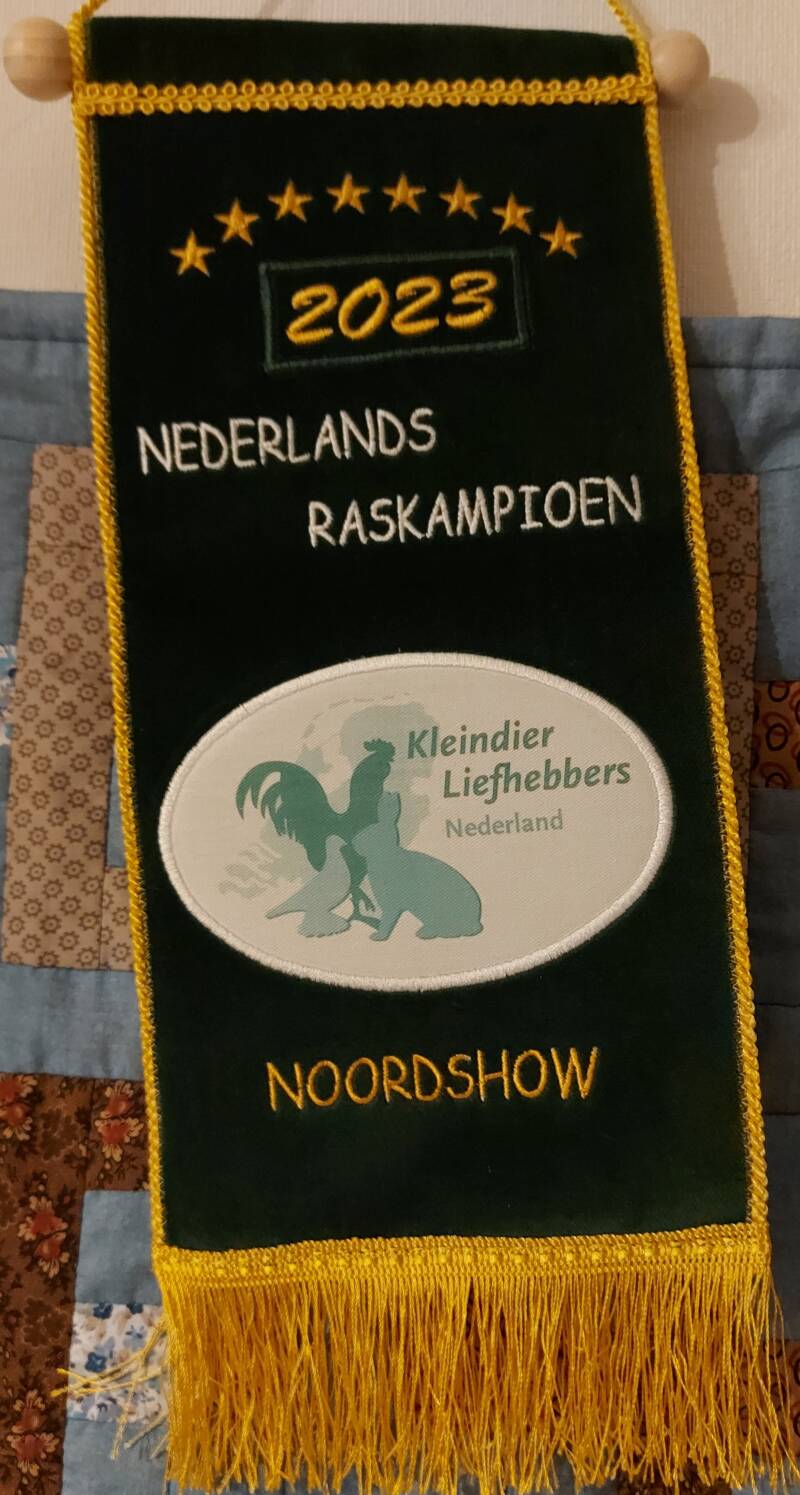 2023
NEDERLANDS
RASKAMPIOEN
Kleindier
Liefhebbers
Nederland
NOORDSHOW